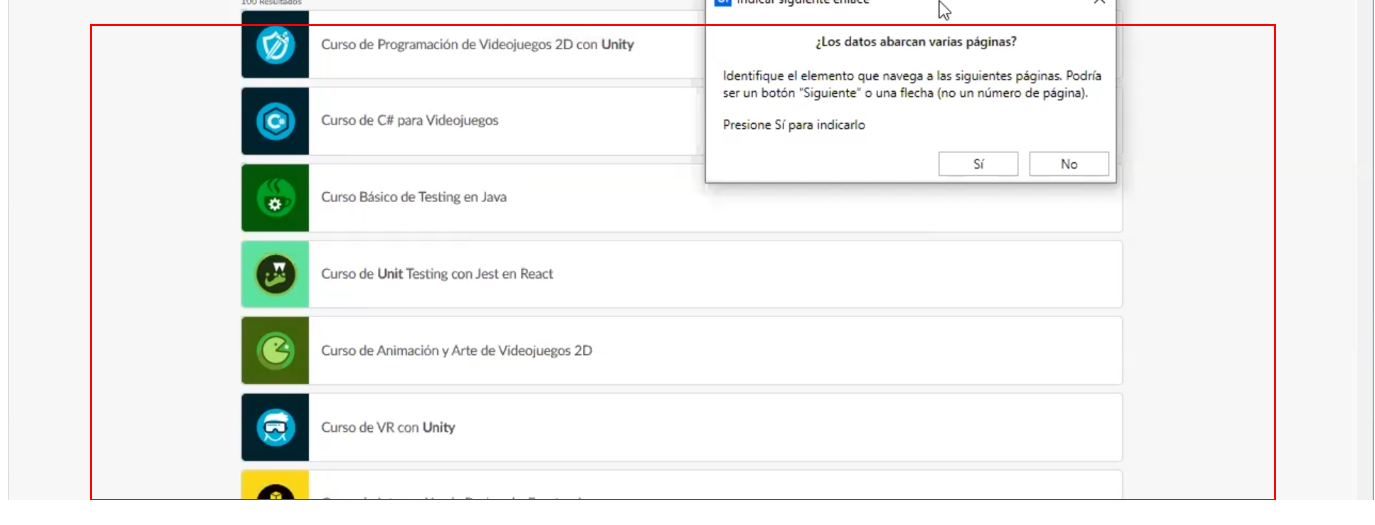 100 Resultados
Indicar siguiente enlace
Curso de Programación de Videojuegos 2D con Unity
¿Los datos abarcan varias páginas?
Identifique el elemento que navega a las siguientes páginas. Podría
ser un botón "Siguiente" o una flecha (no un número de página).
Presione Sí para indicarlo
Sí
No
Curso de C# para Videojuegos
Curso Básico de Testing en Java
Curso de Unit Testing con Jest en React
Curso de Animación y Arte de Videojuegos 2D
Curso de VR con Unity